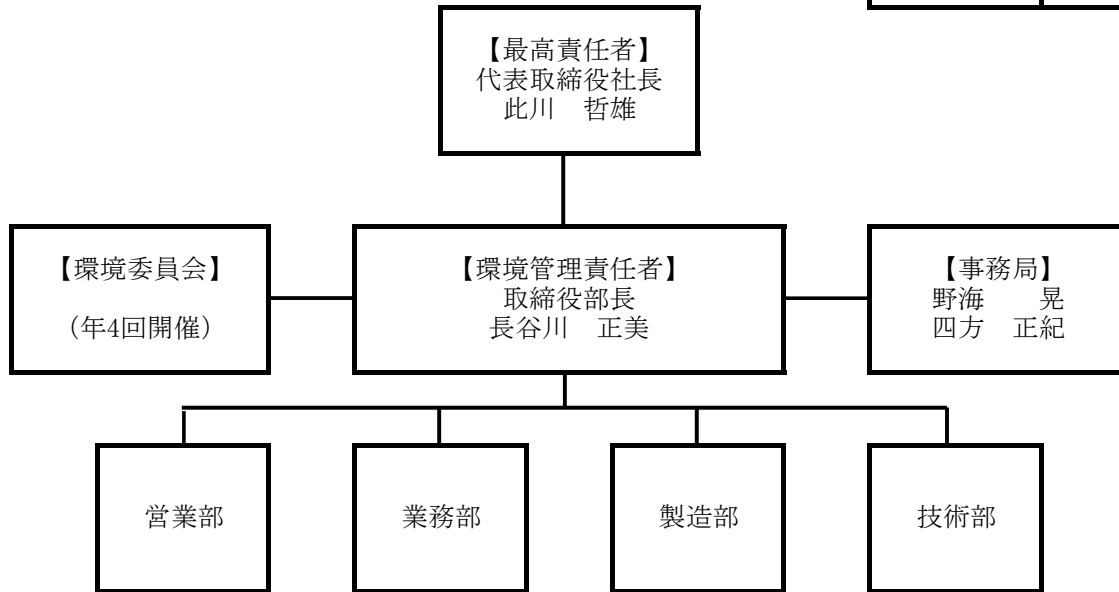 【最高責任者】
代表取締役社長
此川　哲雄
【環境委員会】
(年4回開催)
【環境管理責任者】
取締役部長
長谷川　正美
【事務局】
野海　　晃
四方　正紀
営業部
業務部
製造部
技術部